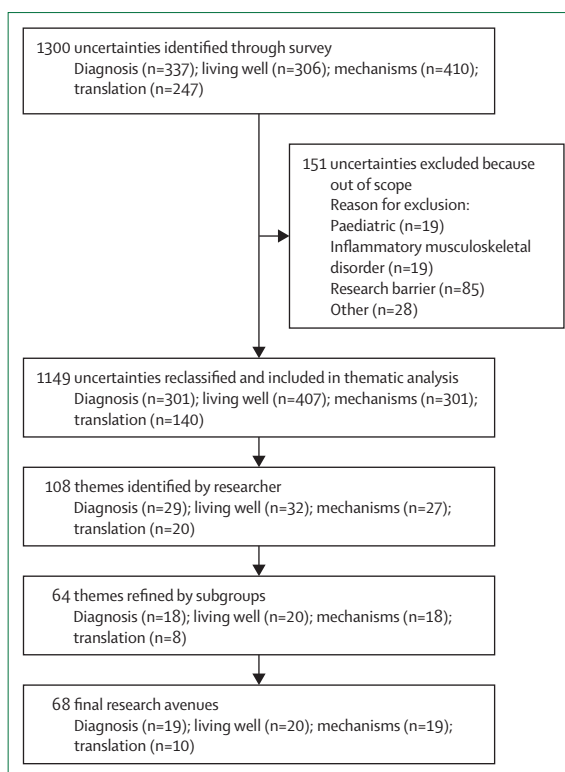 1300 uncertainties identified through survey
Diagnosis (n=337); living well (n=306); mechanisms (n=410);
translation (n=247)
151 uncertainties excluded because
out of scope
Reason for exclusion:
Paediatric (n=19)
Inflammatory musculoskeletal
disorder (n=19)
Research barrier (n=85)
Other (n=28)
1149 uncertainties reclassified and included in thematic analysis
Diagnosis (n=301); living well (n=407); mechanisms (n=301);
translation (n=140)
108 themes identified by researcher
Diagnosis (n=29); living well (n=32); mechanisms (n=27);
translation (n=20)
64 themes refined by subgroups
Diagnosis (n=18); living well (n=20); mechanisms (n=18);
translation (n=8)
68 final research avenues
Diagnosis (n=19); living well (n=20); mechanisms (n=19);
translation (n=10)